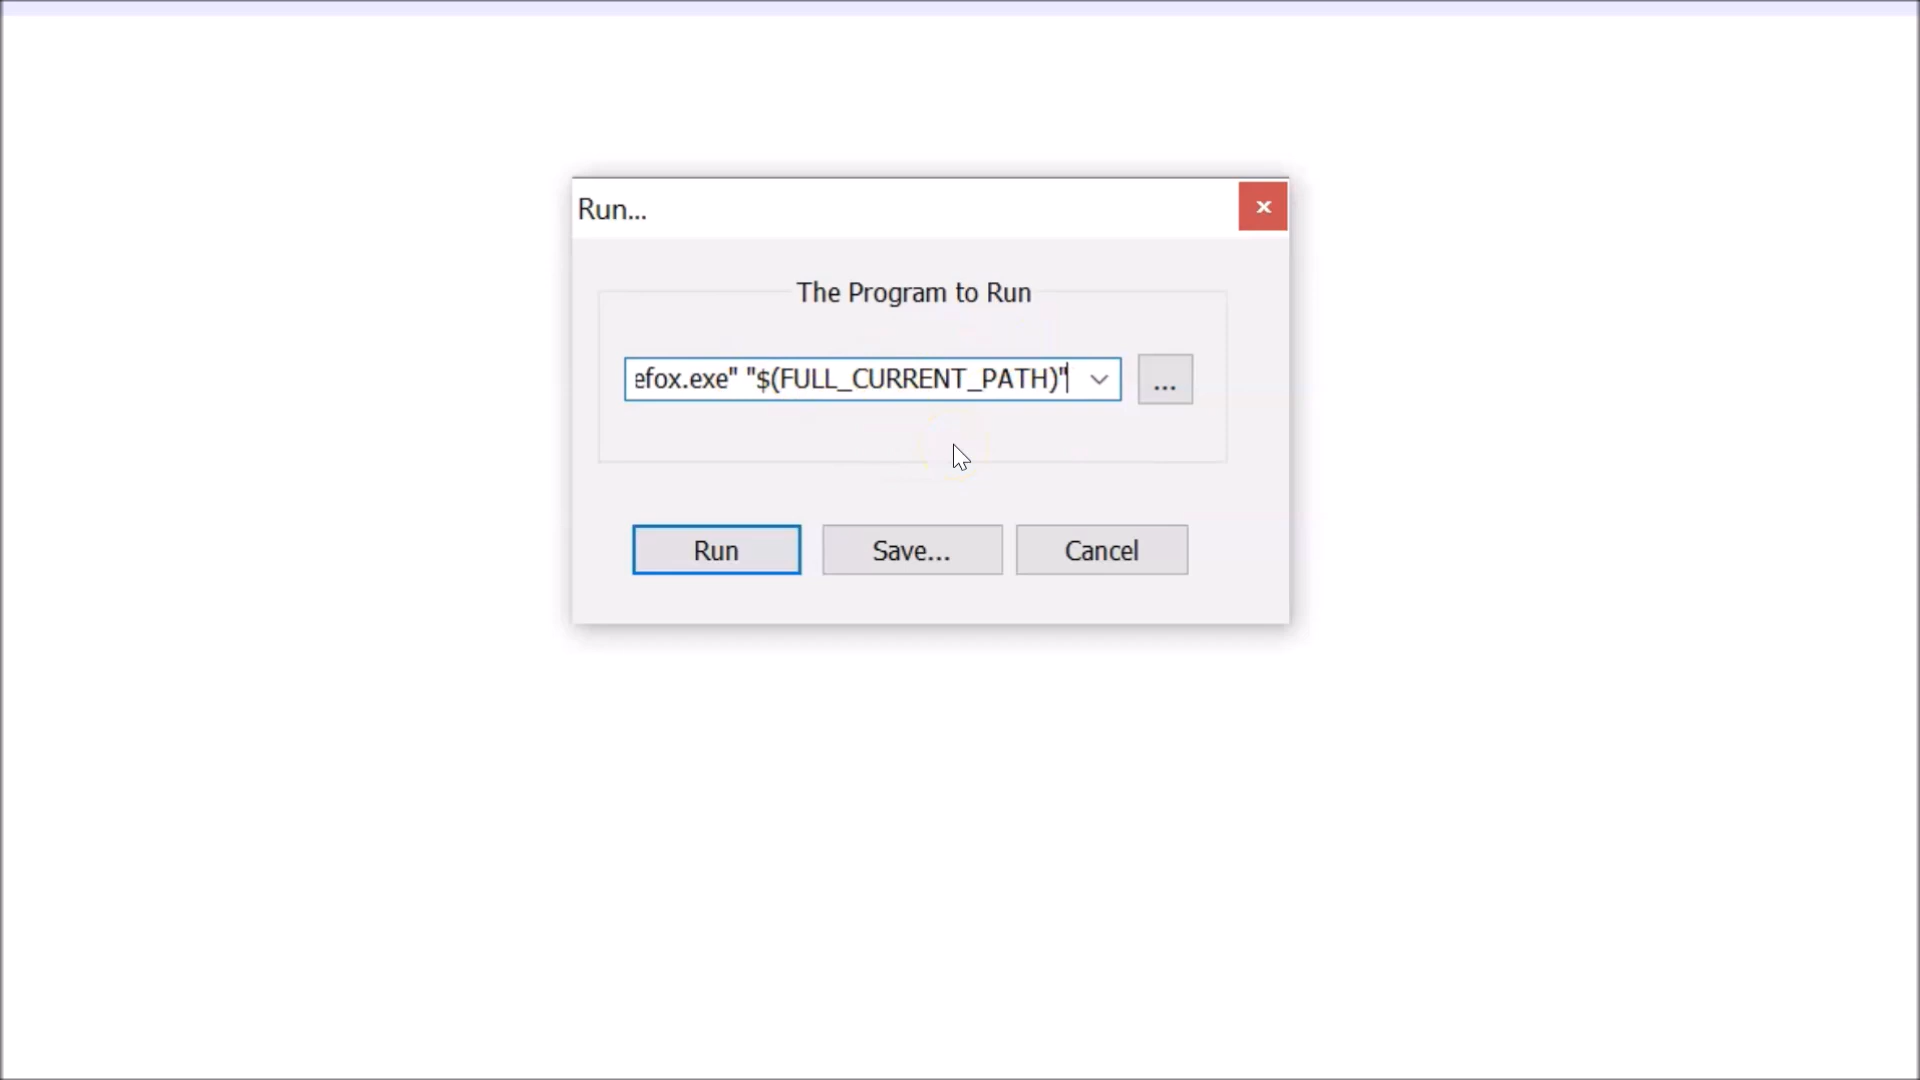 Run...
The Program to Run
efox.exe" "$(FULL_CURRENT_PATH)"
...
Run
Save...
Cancel